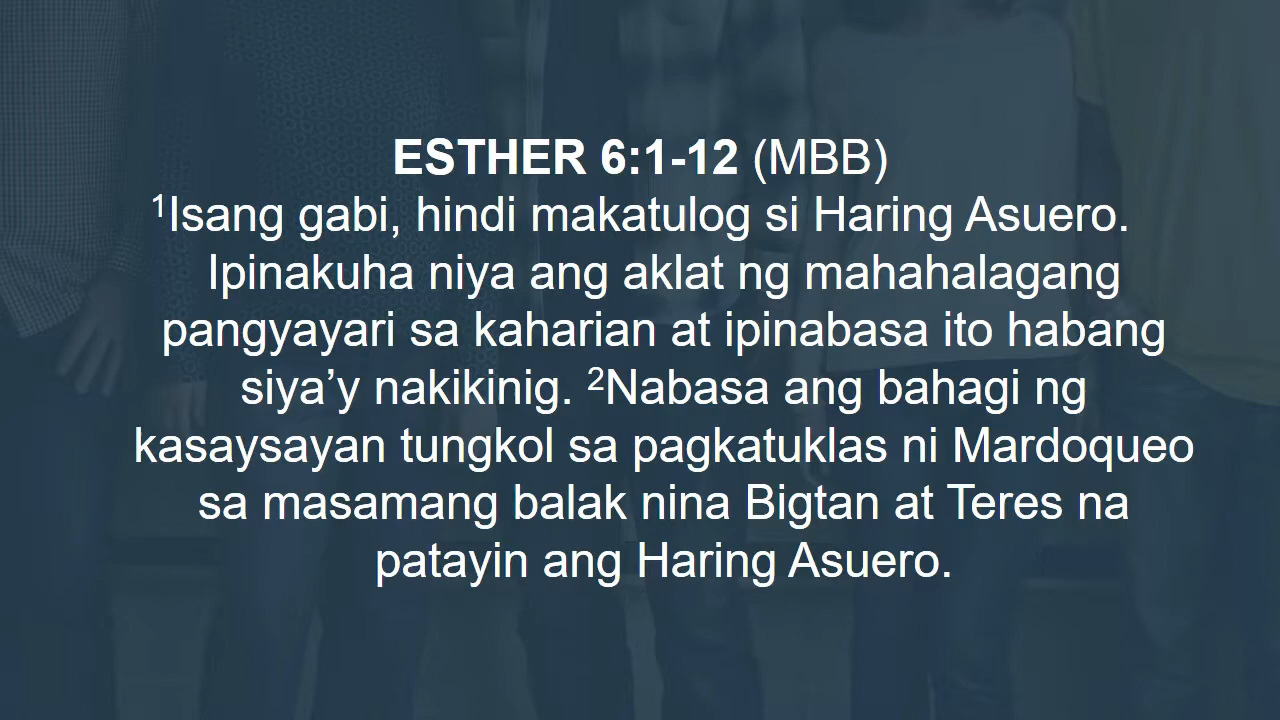 ESTHER 6:1-12 (MBB)
¹Isang gabi, hindi makatulog si Haring Asuero.
Ipinakuha niya ang aklat ng mahahalagang
pangyayari sa kaharian at ipinabasa ito habang
siya’y nakikinig. ²Nabasa ang bahagi ng
kasaysayan tungkol sa pagkatuklas ni Mardoqueo
sa masamang balak nina Bigtan at Teres na
patayin ang Haring Asuero.